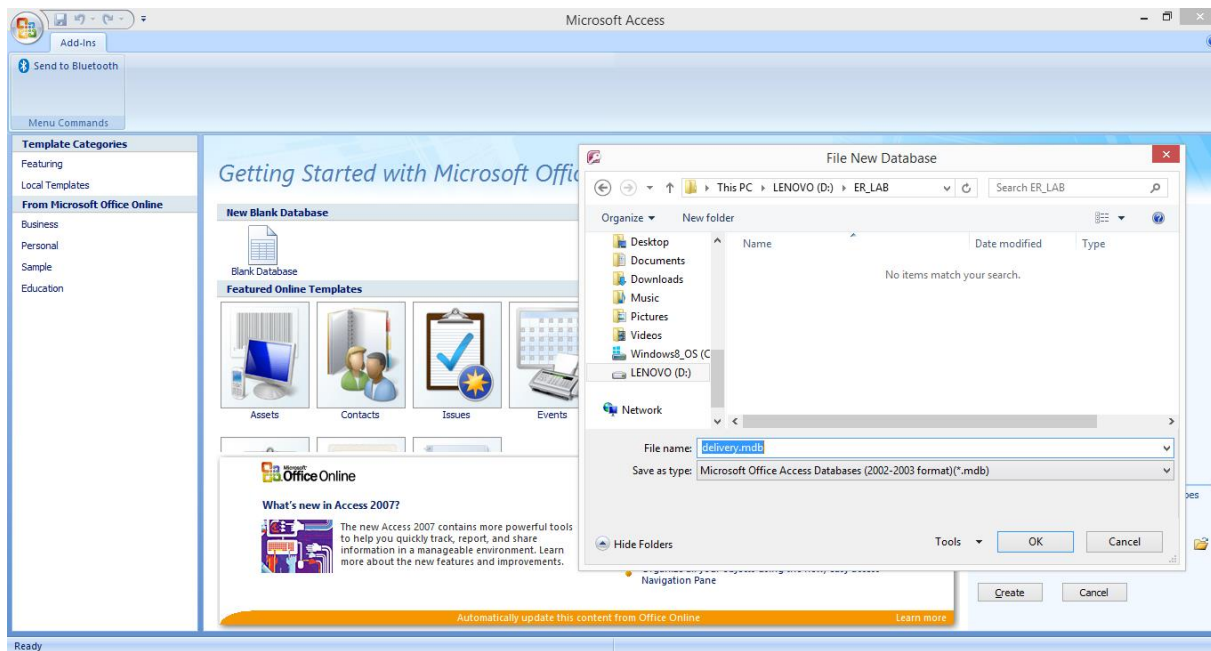 Microsoft Access
Add-Ins
Send to Bluetooth
Menu Commands
Template Categories
Featuring
Local Templates
From Microsoft Office Online
Business
Personal
Sample
Education
Getting Started with Microsoft Offic
New Blank Database
Blank Database
Featured Online Templates
Assets
Contacts
Issues
Events
Microsoft
Office Online
What's new in Access 2007?
The new Access 2007 contains more powerful tools
to help you quickly track, report, and share
information in a manageable environment. Learn
more about the new features and improvements.
Navigation Pane
Automatically update this content from Office Online
Learn more
File New Database
This PC
LENOVO (D:)
ER_LAB
Search ER_LAB
Organize
New folder
Name
Date modified
Type
Desktop
Documents
Downloads
Music
Pictures
Videos
Windows8_OS (C
LENOVO (D:)
Network
No items match your search.
File name: delivery.mdb
Save as type: Microsoft Office Access Databases (2002-2003 format)(*.mdb)
Hide Folders
Tools
OK
Cancel
Create
Cancel
Ready